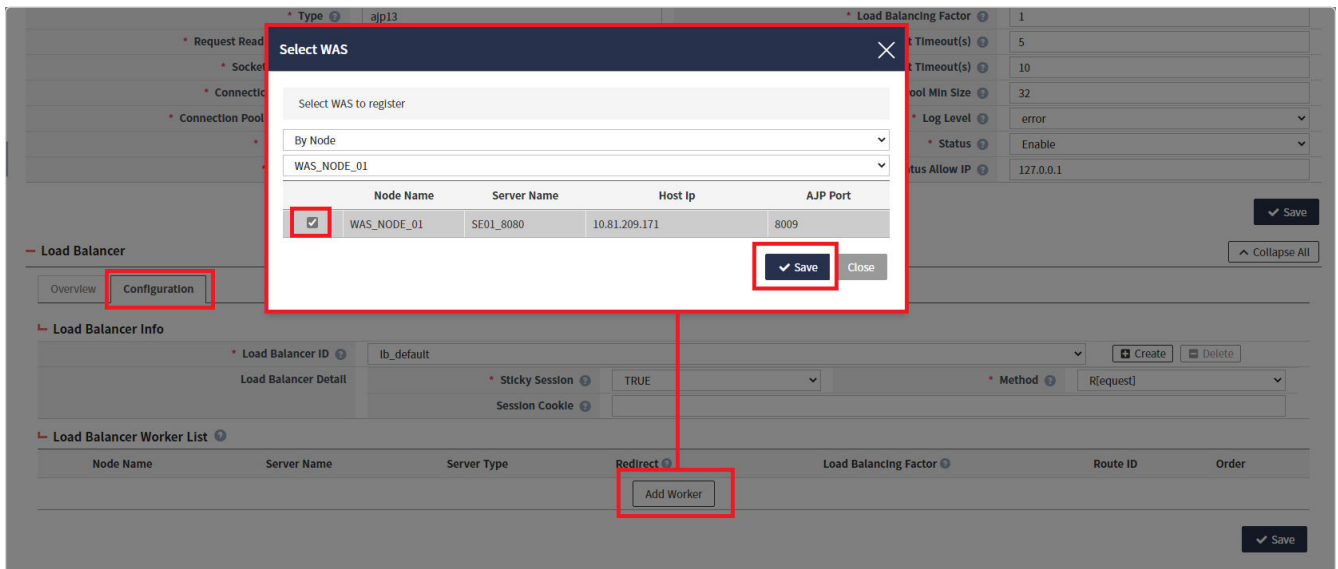 * Type ajp13 * Load Balancing Factor 1
* Request Read t Timeout(s) 5
* Socket t Timeout(s) 10
* Connectio ool Min Size 32
* Connection Pool * Log Level error
* * Status Enable
* tus Allow IP 127.0.0.1
Save
Select WAS
Select WAS to register
By Node
WAS_NODE_01
Node Name Server Name Host Ip AJP Port
WAS_NODE_01 SE01_8080 10.81.209.171 8009
Save Close
Load Balancer Collapse All
Overview Configuration
Load Balancer Info
* Load Balancer ID lb_default Create Delete
Load Balancer Detail * Sticky Session TRUE * Method R[equest]
Session Cookie
Load Balancer Worker List
Node Name Server Name Server Type Redirect Load Balancing Factor Route ID Order
Add Worker
Save